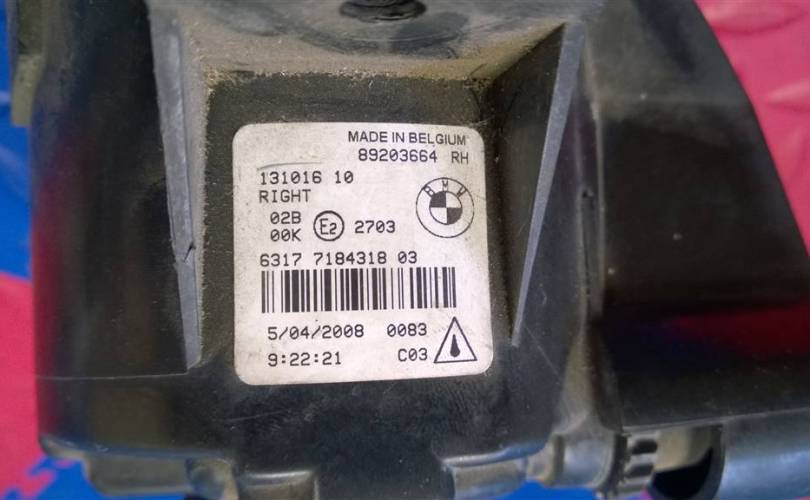 MADE IN BELGIUM
89203664 RH
131016 10
RIGHT
BMW
02B
00K E2 2703
6317 7184318 03
5/04/2008 0083
9:22:21 C03